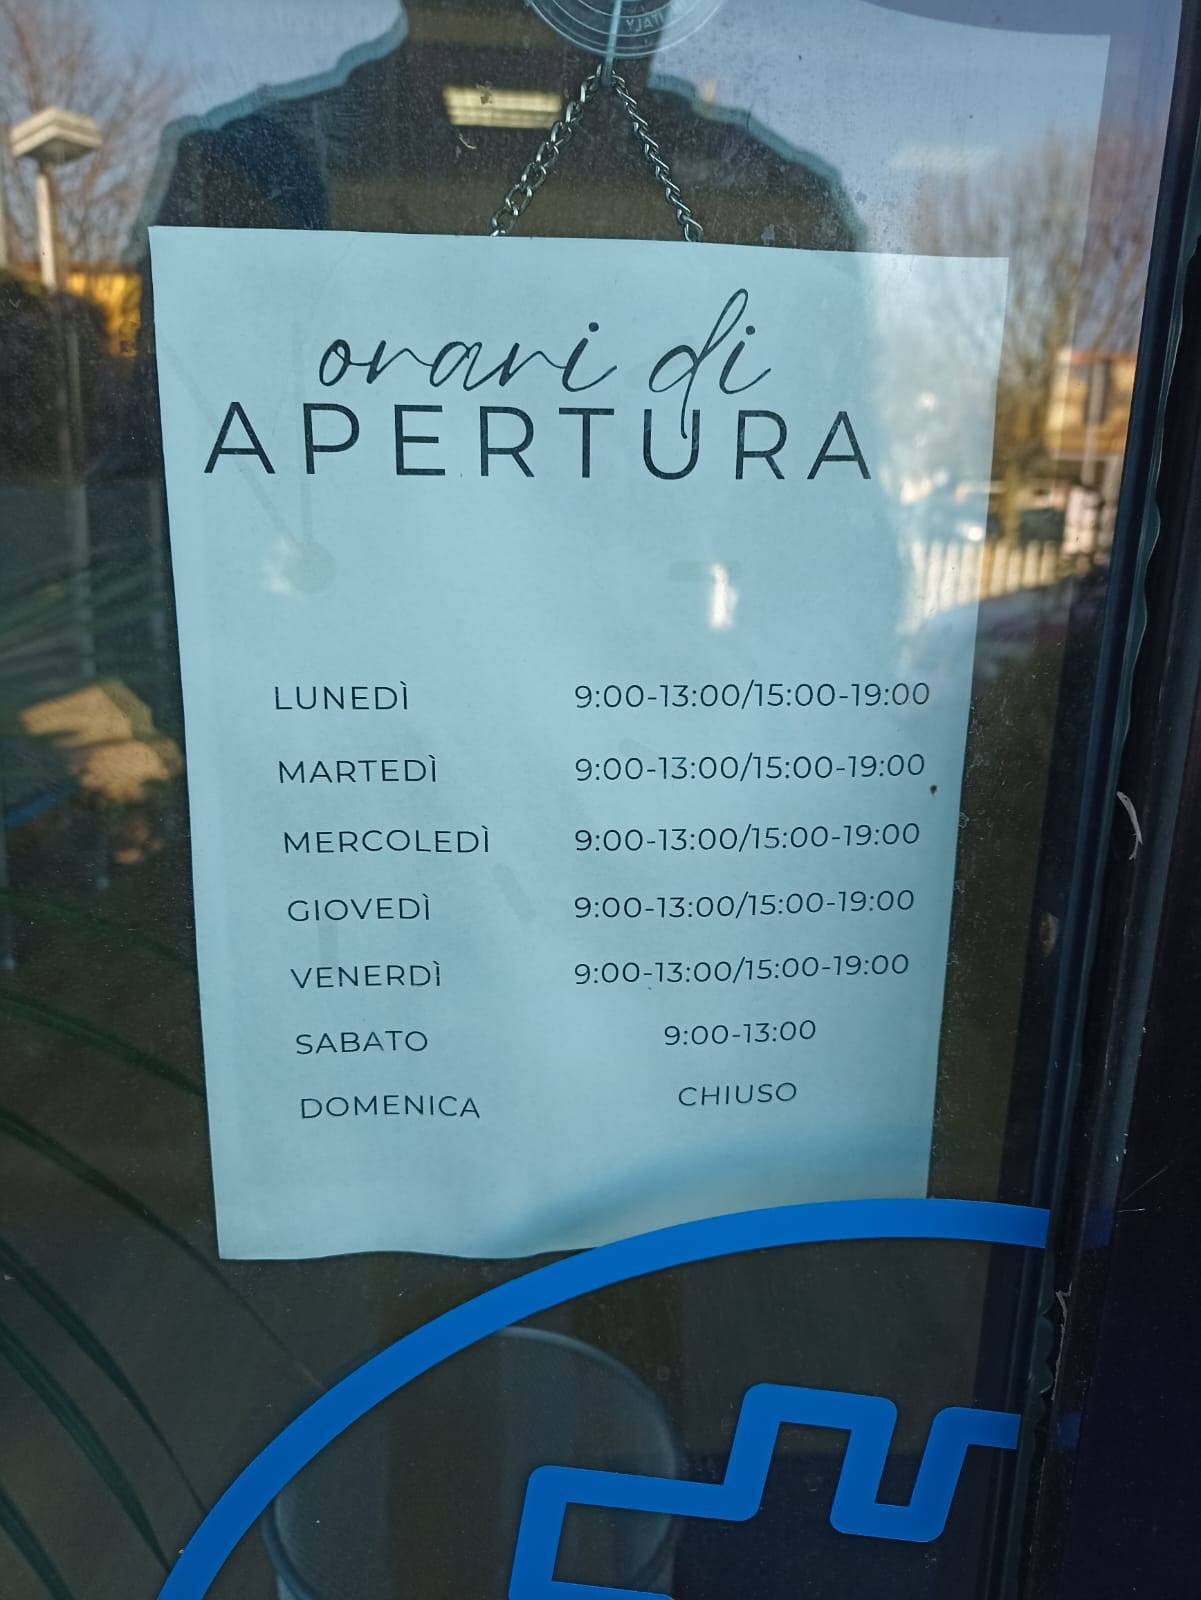 ITALY
orari di
APERTURA
LUNEDÌ 9:00-13:00/15:00-19:00
MARTEDÌ 9:00-13:00/15:00-19:00
MERCOLEDÌ 9:00-13:00/15:00-19:00
GIOVEDÌ 9:00-13:00/15:00-19:00
VENERDÌ 9:00-13:00/15:00-19:00
SABATO 9:00-13:00
DOMENICA CHIUSO